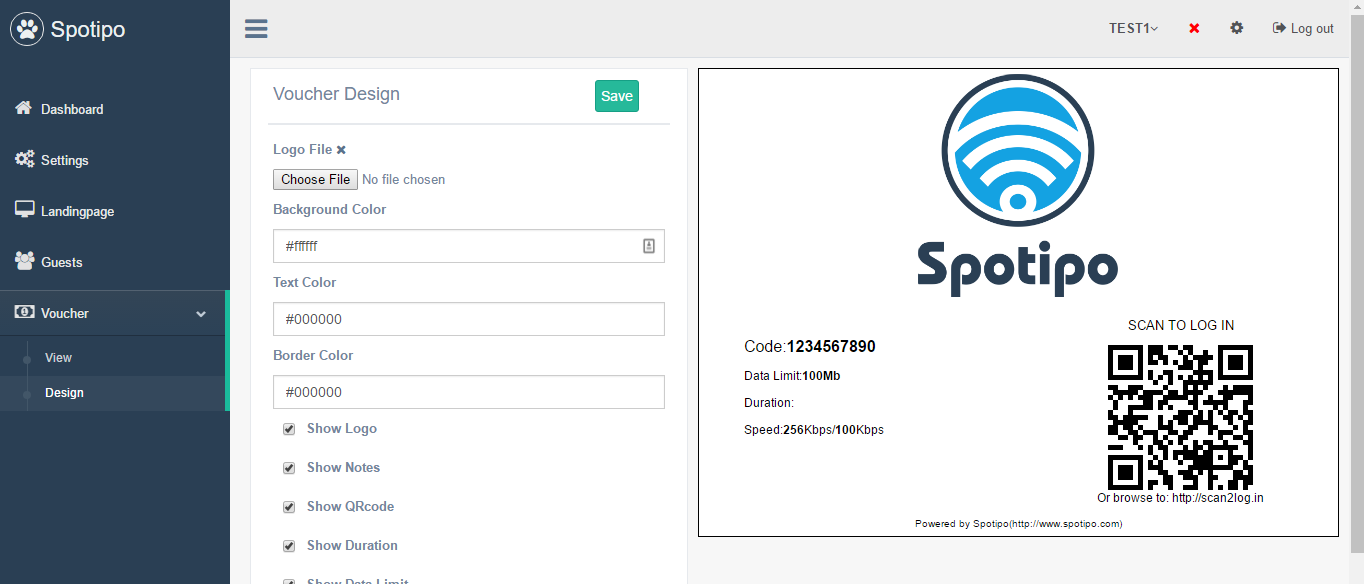 Spotipo
TEST1
Log out
Dashboard
Settings
Landingpage
Guests
Voucher
View
Design
Voucher Design
Save
Logo File
Choose File No file chosen
Background Color
#ffffff
Text Color
#000000
Border Color
#000000
Show Logo
Show Notes
Show QRcode
Show Duration
Show Data Limit
Spotipo
SCAN TO LOG IN
Code:1234567890
Data Limit:100Mb
Duration:
Speed:256Kbps/100Kbps
Or browse to: http://scan2log.in
Powered by Spotipo(http://www.spotipo.com)